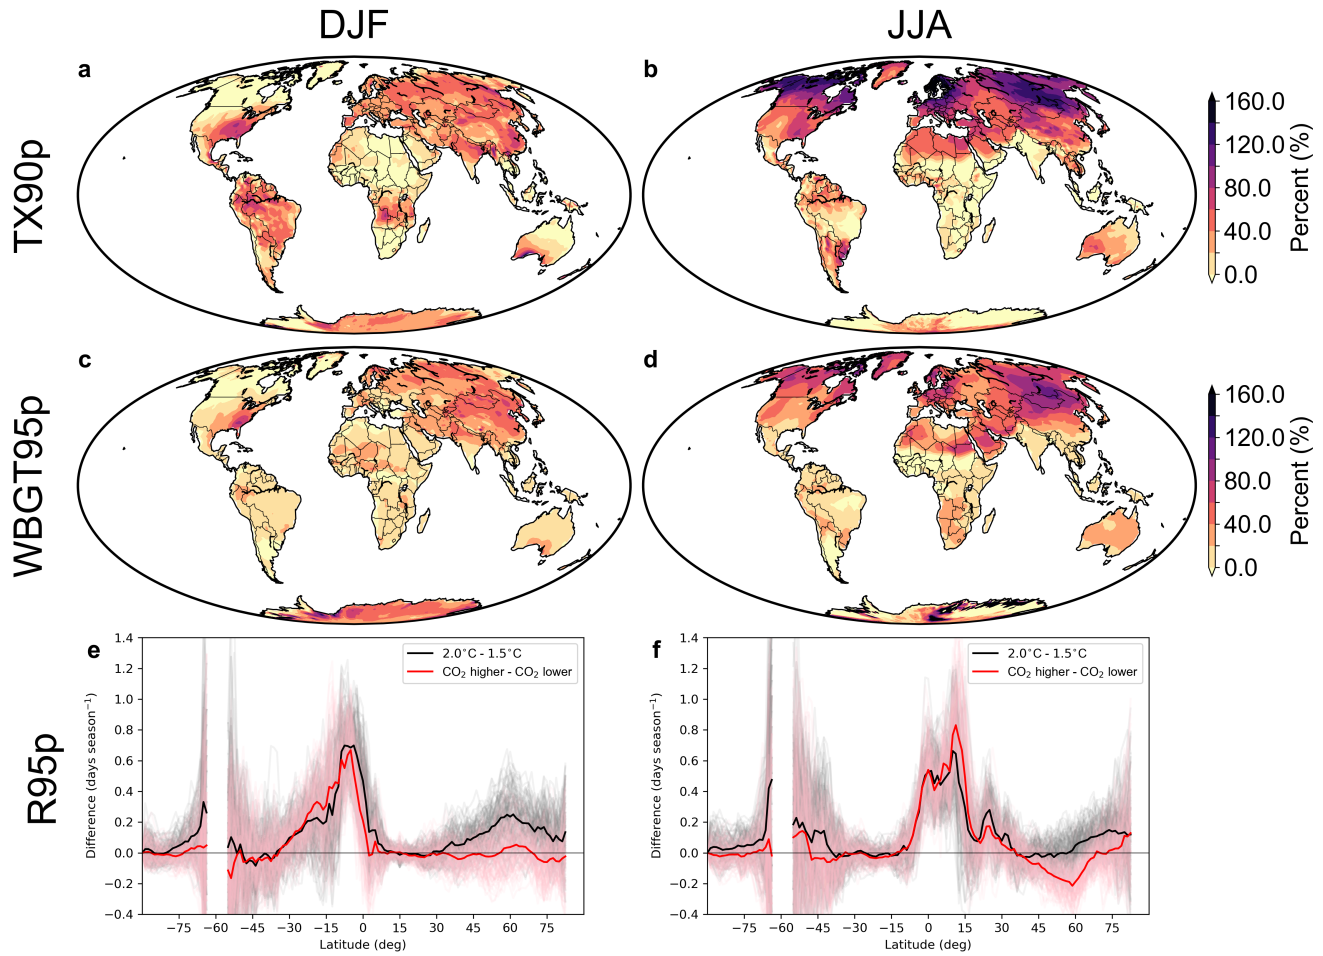 DJF JJA
a b
TX90p
160.0
120.0
80.0
40.0
0.0
Percent (%)
c d
WBGT95p
160.0
120.0
80.0
40.0
0.0
Percent (%)
R95p
e
2.0°C - 1.5°C
CO₂ higher - CO₂ lower
Difference (days season⁻¹)
1.4
1.2
1.0
0.8
0.6
0.4
0.2
0.0
−0.2
−0.4
−75 −60 −45 −30 −15 0 15 30 45 60 75
Latitude (deg)
f
2.0°C - 1.5°C
CO₂ higher - CO₂ lower
Difference (days season⁻¹)
1.4
1.2
1.0
0.8
0.6
0.4
0.2
0.0
−0.2
−0.4
−75 −60 −45 −30 −15 0 15 30 45 60 75
Latitude (deg)